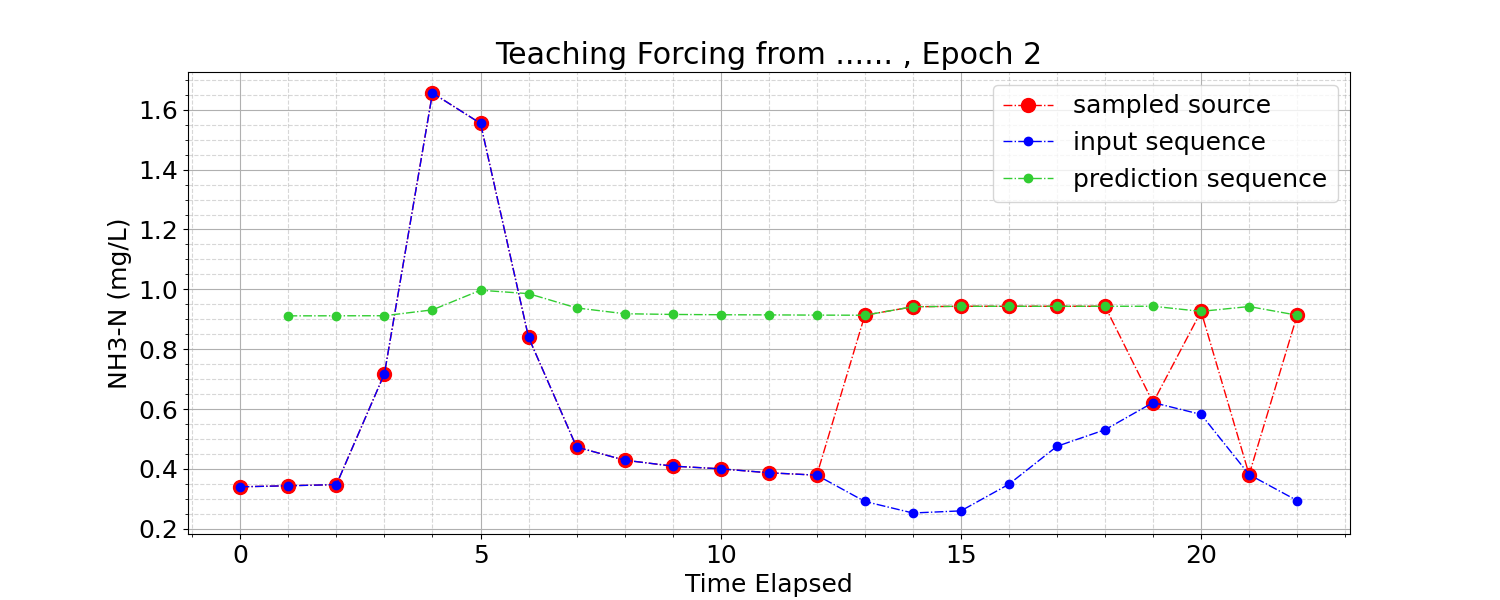 Teaching Forcing from ...... , Epoch 2
sampled source
input sequence
prediction sequence
NH3-N (mg/L)
1.6
1.4
1.2
1.0
0.8
0.6
0.4
0.2
0 5 10 15 20
Time Elapsed